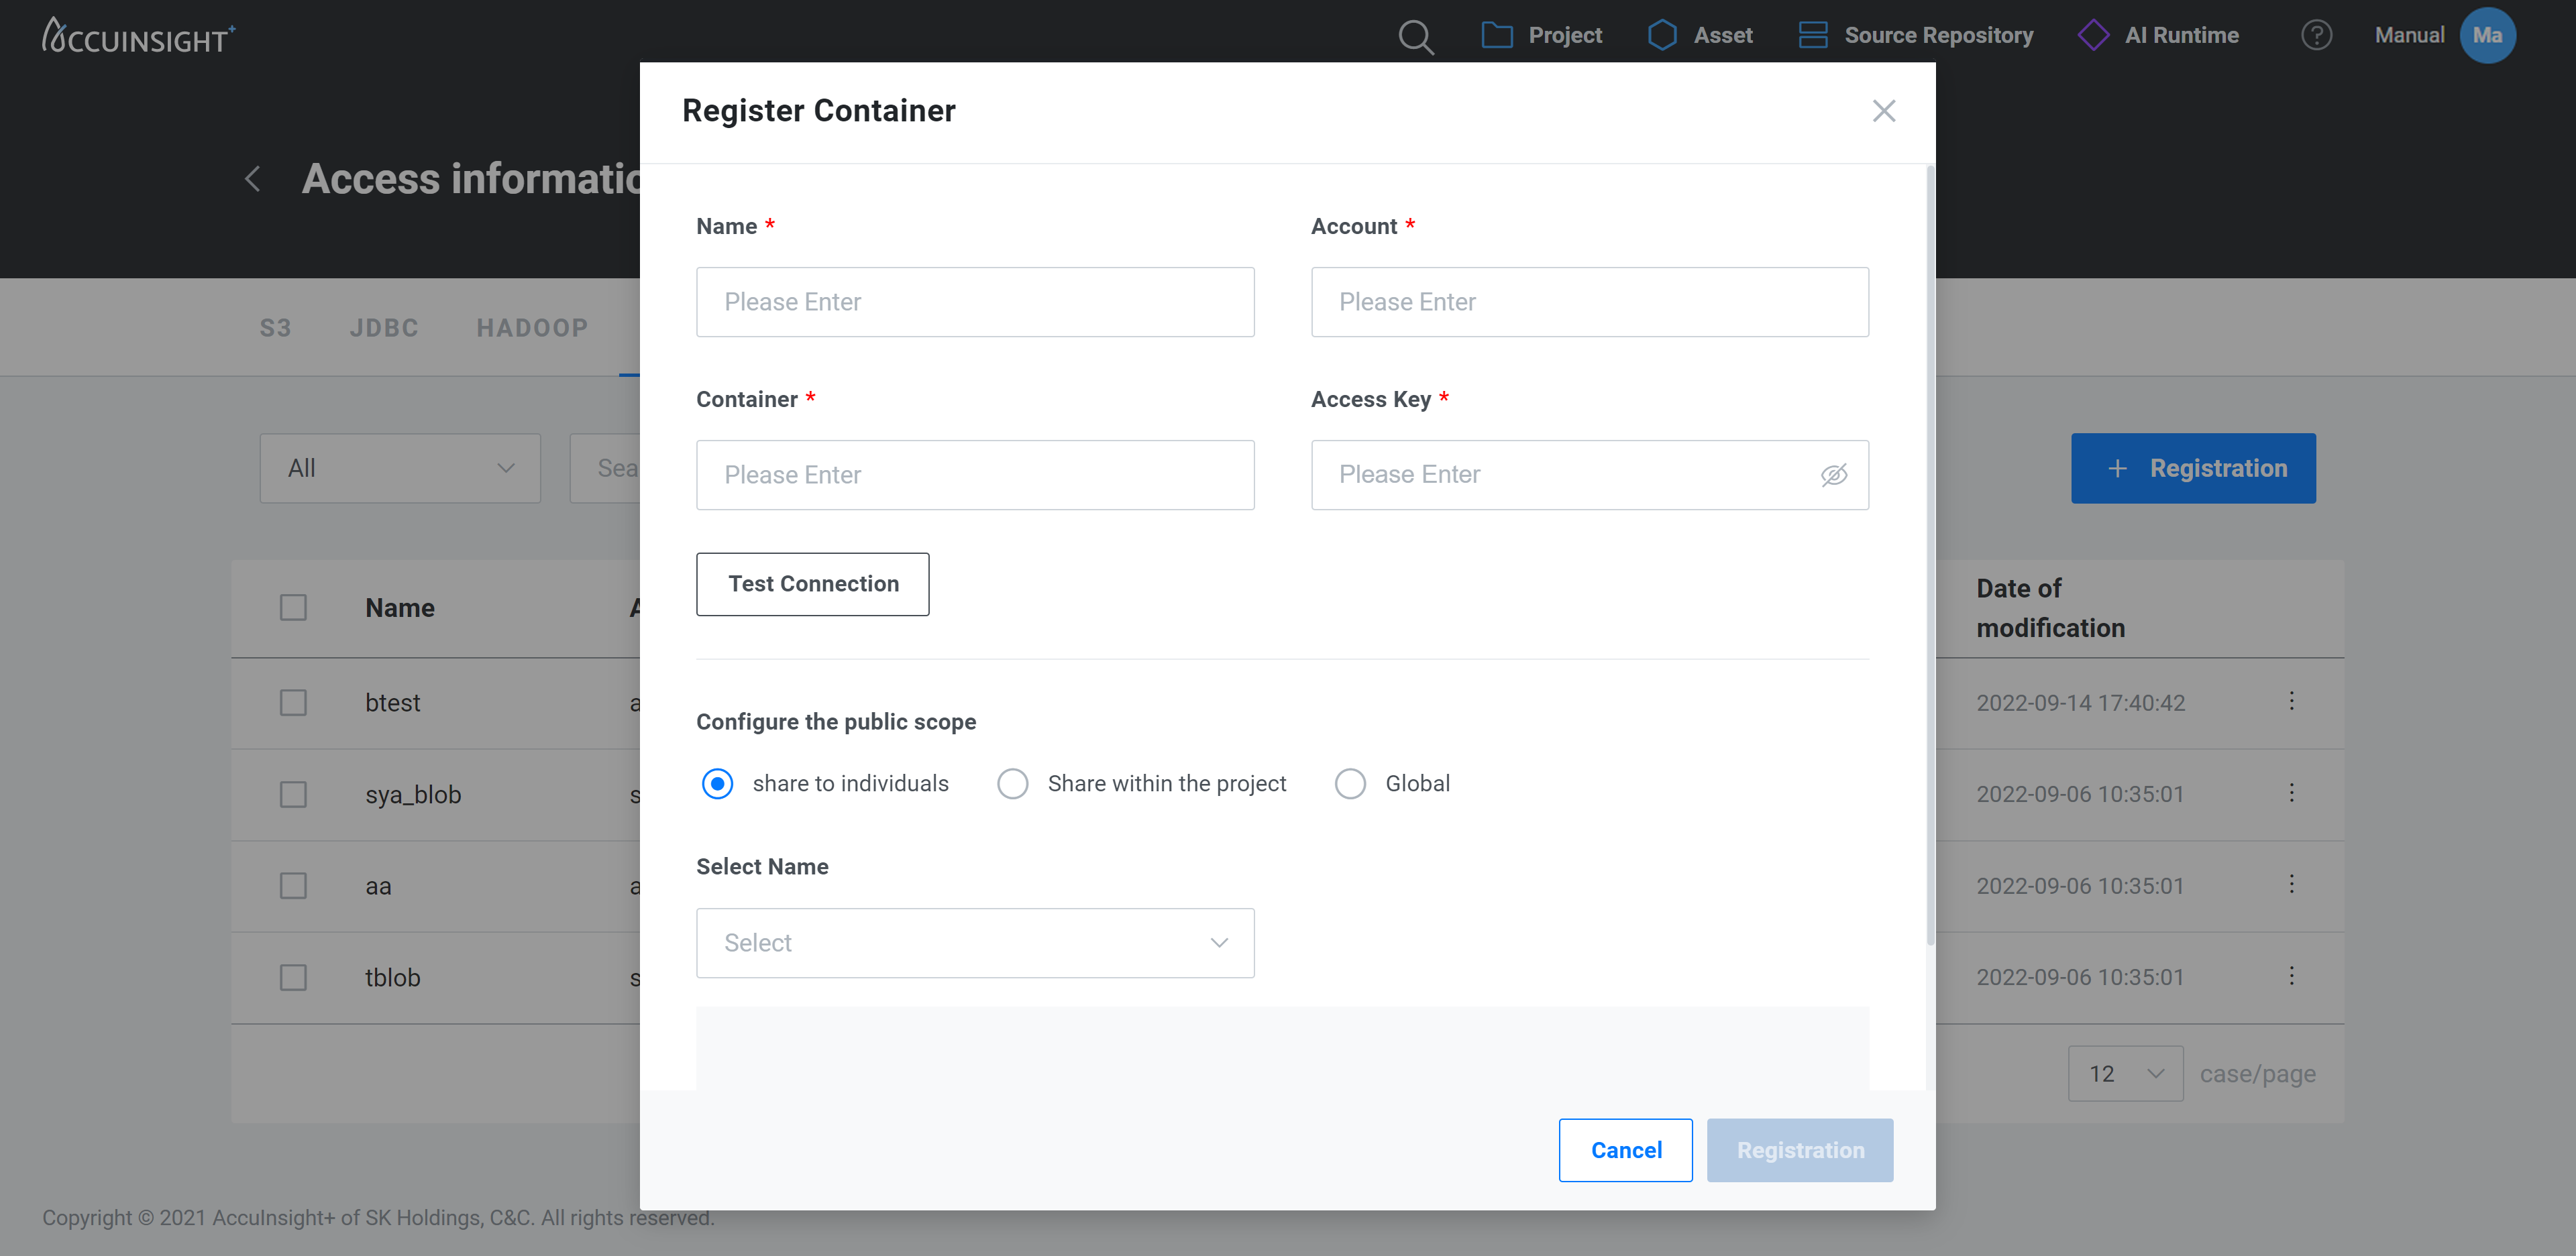 ACCUINSIGHT+
Project
Asset
Source Repository
AI Runtime
?
Manual
Ma
Register Container
Access
S3
JDBC
HADOOP
Name *
Account *
Please Enter
Please Enter
Container *
Access Key *
Please Enter
Please Enter
All
+ Registration
Test Connection
Name
Date of
modification
Configure the public scope
btest
2022-09-14 17:40:42
share to individuals
Share within the project
Global
sya_blob
2022-09-06 10:35:01
Select Name
aa
2022-09-06 10:35:01
Select
tblob
2022-09-06 10:35:01
12
case/page
Cancel
Registration
Copyright © 2021 AccuInsight+ of SK Holdings, C&C. All rights reserved.